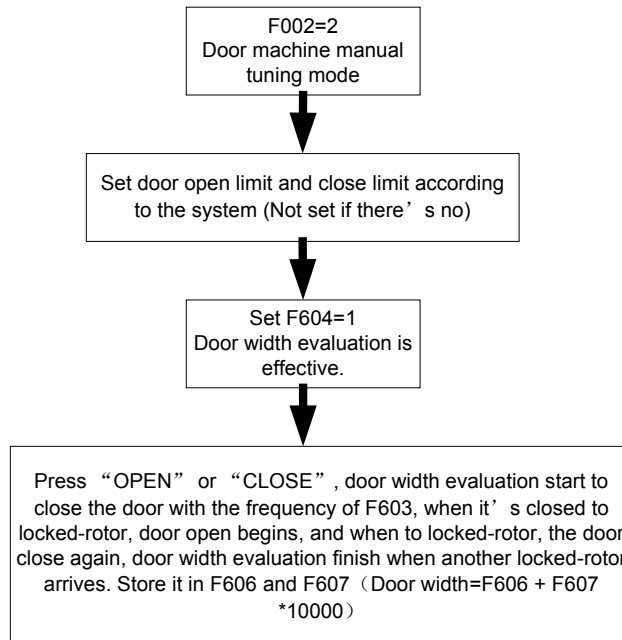 F002=2
Door machine manual
tuning mode
Set door open limit and close limit according
to the system (Not set if there’s no)
Set F604=1
Door width evaluation is
effective.
Press “OPEN” or “CLOSE”, door width evaluation start to
close the door with the frequency of F603, when it’s closed to
locked-rotor, door open begins, and when to locked-rotor, the door
close again, door width evaluation finish when another locked-rotor
arrives. Store it in F606 and F607（Door width=F606 + F607
*10000）